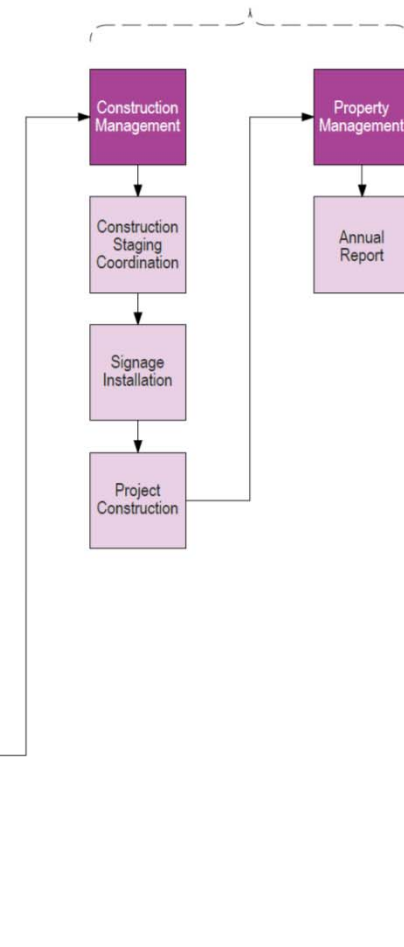 Construction
Management
Construction
Staging
Coordination
Signage
Installation
Project
Construction
Property
Management
Annual
Report